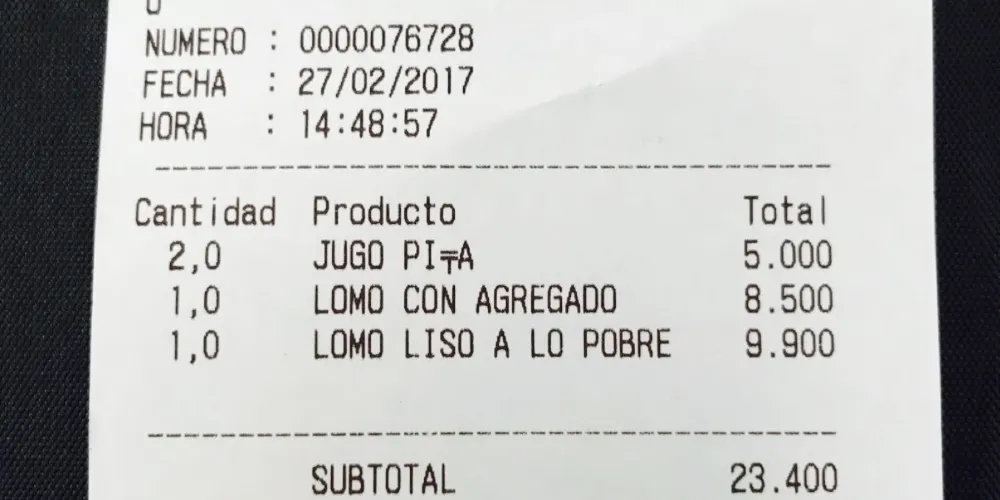 NUMERO : 0000076728
FECHA : 27/02/2017
HORA : 14:48:57
Cantidad Producto Total
2,0 JUGO PI╤A 5.000
1,0 LOMO CON AGREGADO 8.500
1,0 LOMO LISO A LO POBRE 9.900
SUBTOTAL 23.400